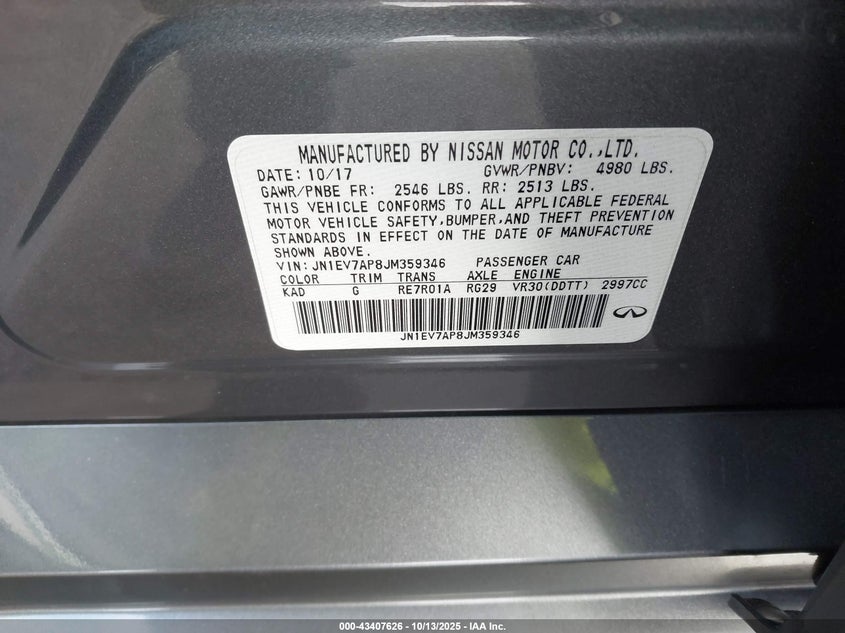 MANUFACTURED BY NISSAN MOTOR CO.,LTD.
DATE: 10/17 GVWR/PNBV: 4980 LBS.
GAWR/PNBE FR: 2546 LBS. RR: 2513 LBS.
THIS VEHICLE CONFORMS TO ALL APPLICABLE FEDERAL
MOTOR VEHICLE SAFETY,BUMPER,AND THEFT PREVENTION
STANDARDS IN EFFECT ON THE DATE OF MANUFACTURE
SHOWN ABOVE.
VIN:JN1EV7AP8JM359346 PASSENGER CAR
COLOR TRIM TRANS AXLE ENGINE
KAD G RE7R01A RG29 VR30(DDTT) 2997CC
JN1EV7AP8JM359346
000-43407626 - 10/13/2025 - IAA Inc.